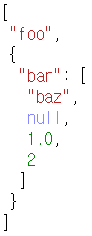 [
 "foo",
 {
  "bar": [
   "baz",
   null,
   1.0,
   2
  ]
 }
]